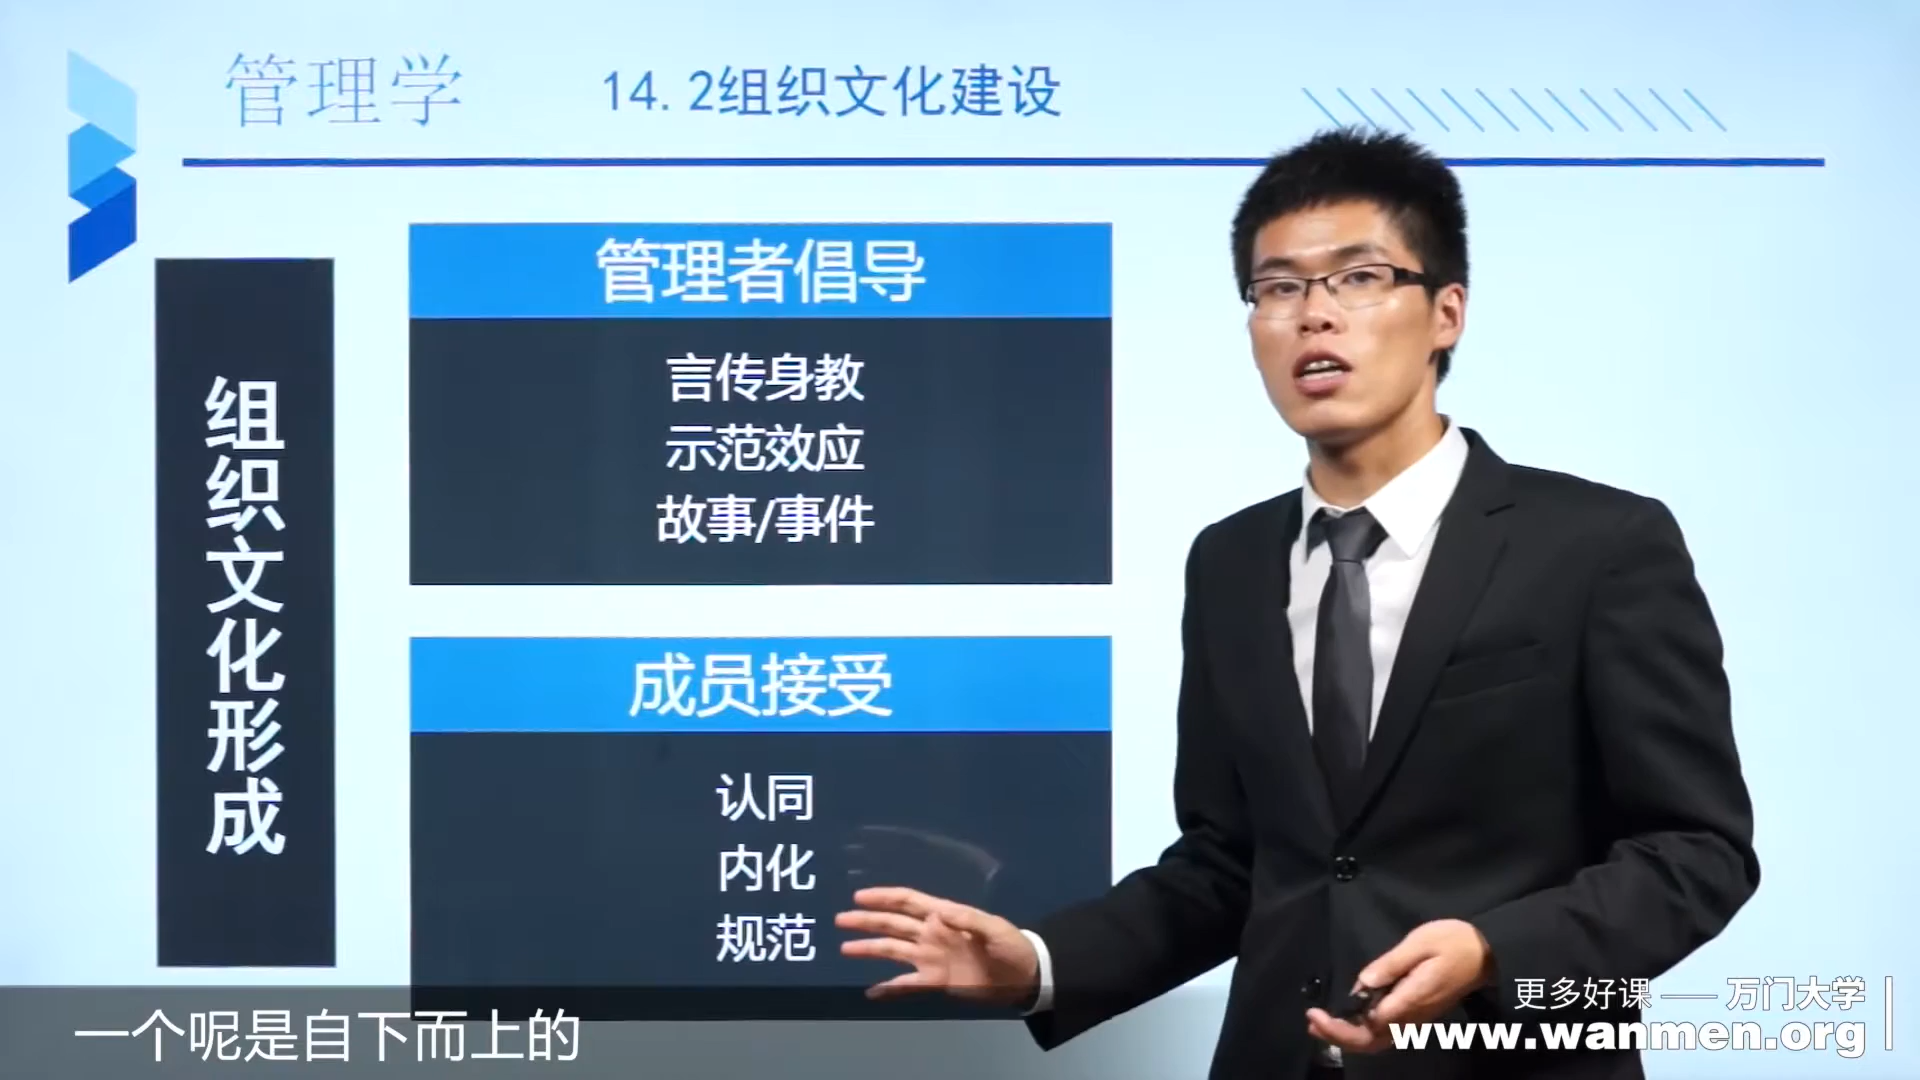 管理学
14.2组织文化建设
组织文化形成
管理者倡导
言传身教
示范效应
故事/事件
成员接受
认同
内化
规范
一个呢是自下而上的
更多好课 —— 万门大学
www.wanmen.org